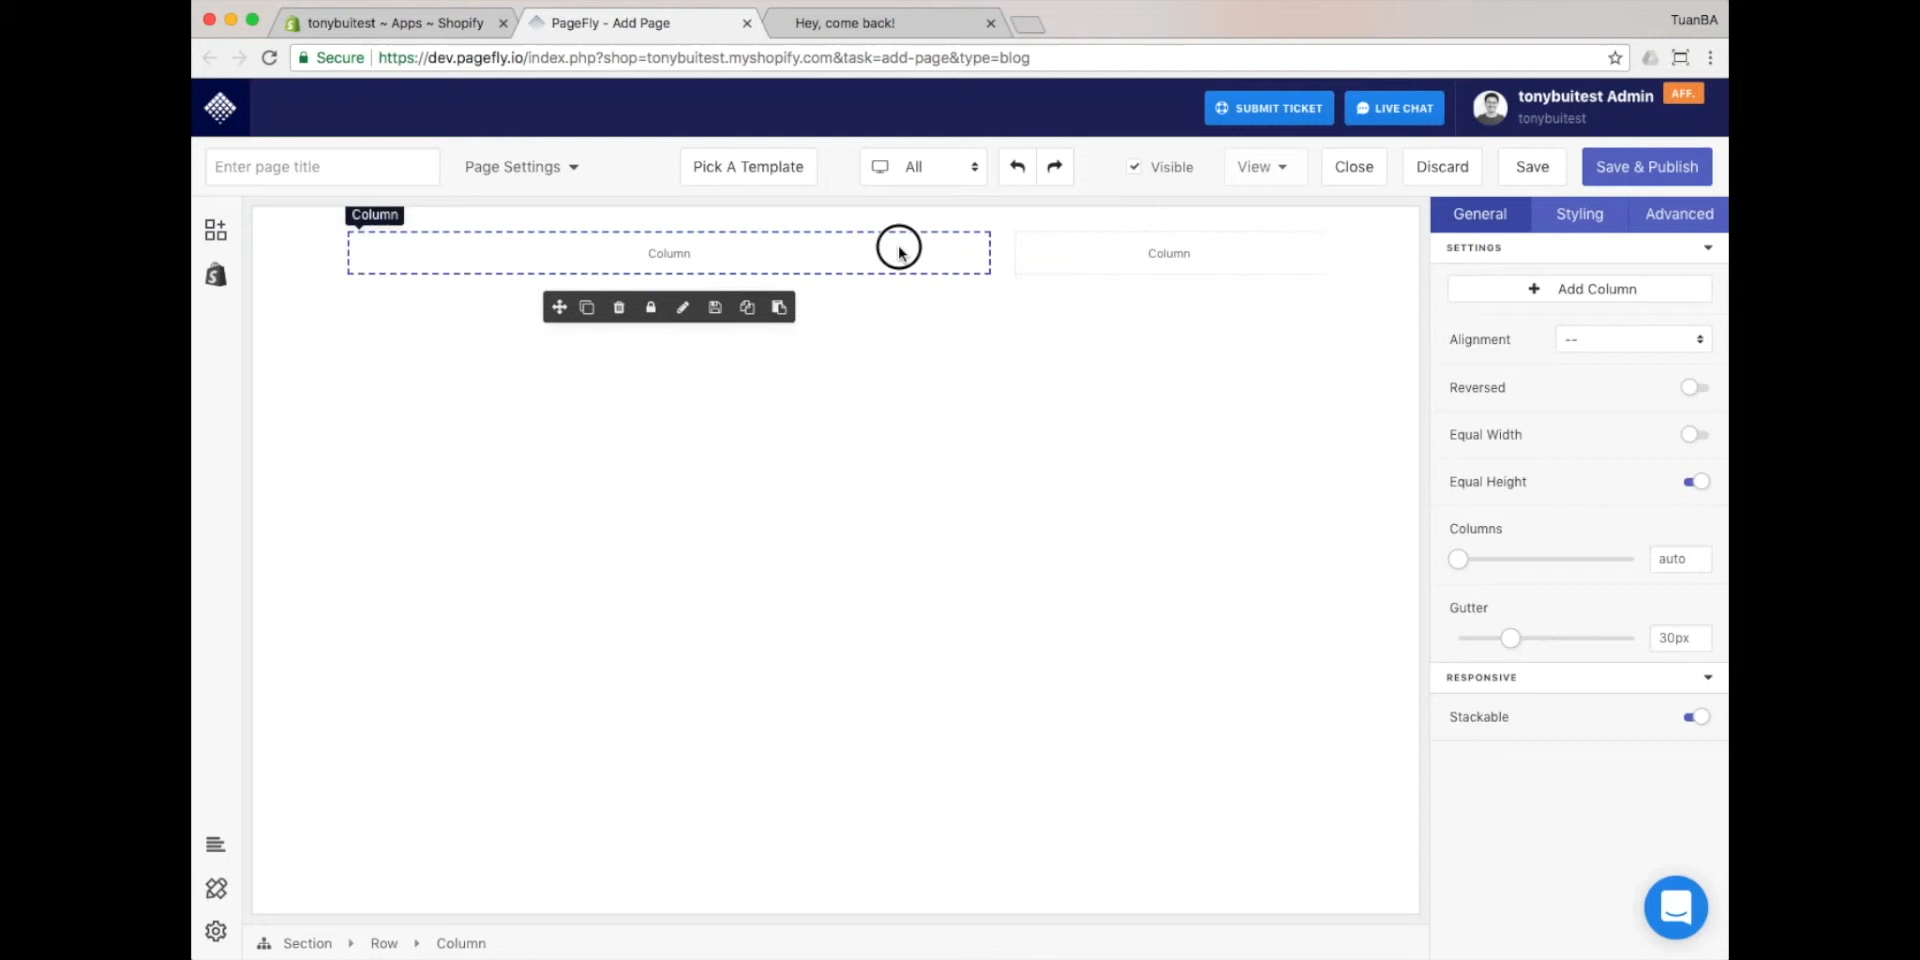 tonybuitest ~ Apps ~ Shopify
PageFly - Add Page
Hey, come back!
TuanBA
Secure
https://dev.pagefly.io/index.php?shop=tonybuitest.myshopify.com&task=add-page&type=blog
SUBMIT TICKET
LIVE CHAT
tonybuitest Admin
AFF.
tonybuitest
Enter page title
Page Settings
Pick A Template
All
Visible
View
Close
Discard
Save
Save & Publish
Column
Column
Column
General
Styling
Advanced
SETTINGS
Add Column
Alignment
--
Reversed
Equal Width
Equal Height
Columns
auto
Gutter
30px
RESPONSIVE
Stackable
Section
Row
Column